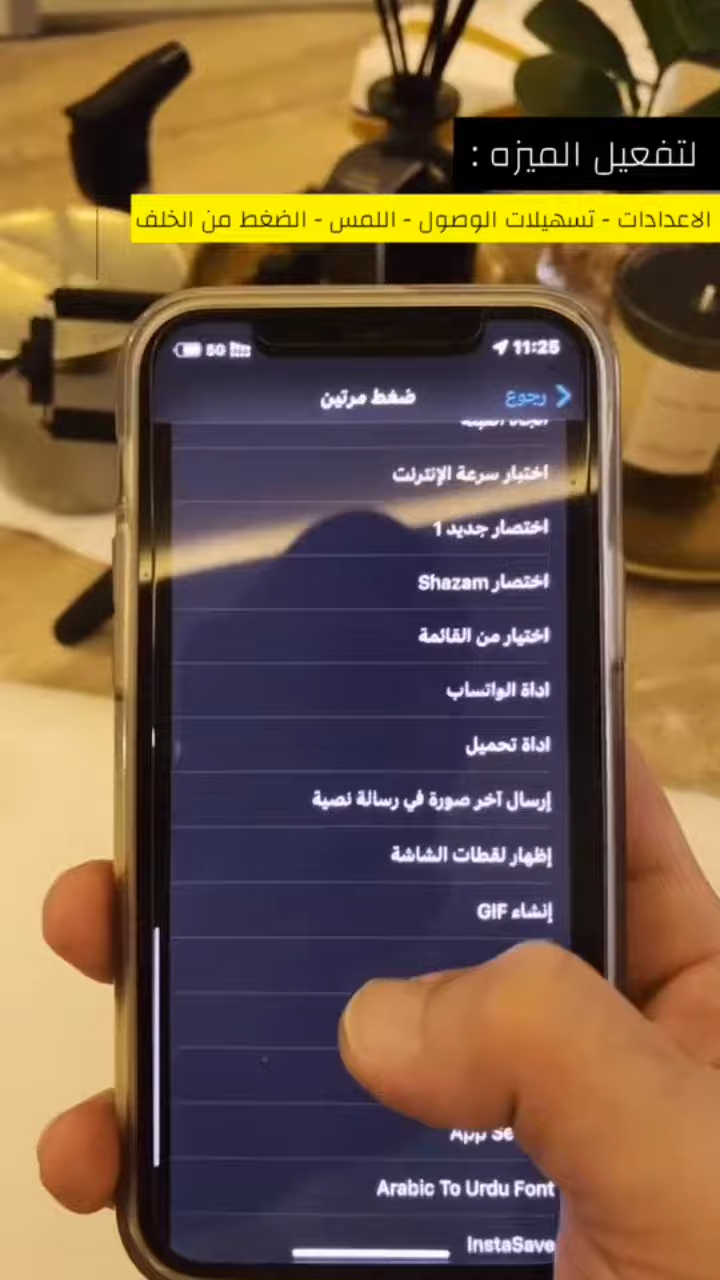 لتفعيل الميزه :
الاعدادات - تسهيلات الوصول - اللمس - الضغط من الخلف
11:25
5G
رجوع
ضغط مرتين
اختبار سرعة الإنترنت
اختصار جديد 1
اختصار Shazam
اختيار من القائمة
اداة الواتساب
اداة تحميل
إرسال آخر صورة في رسالة نصية
إظهار لقطات الشاشة
إنشاء GIF
App
Arabic To Urdu Font
InstaSave